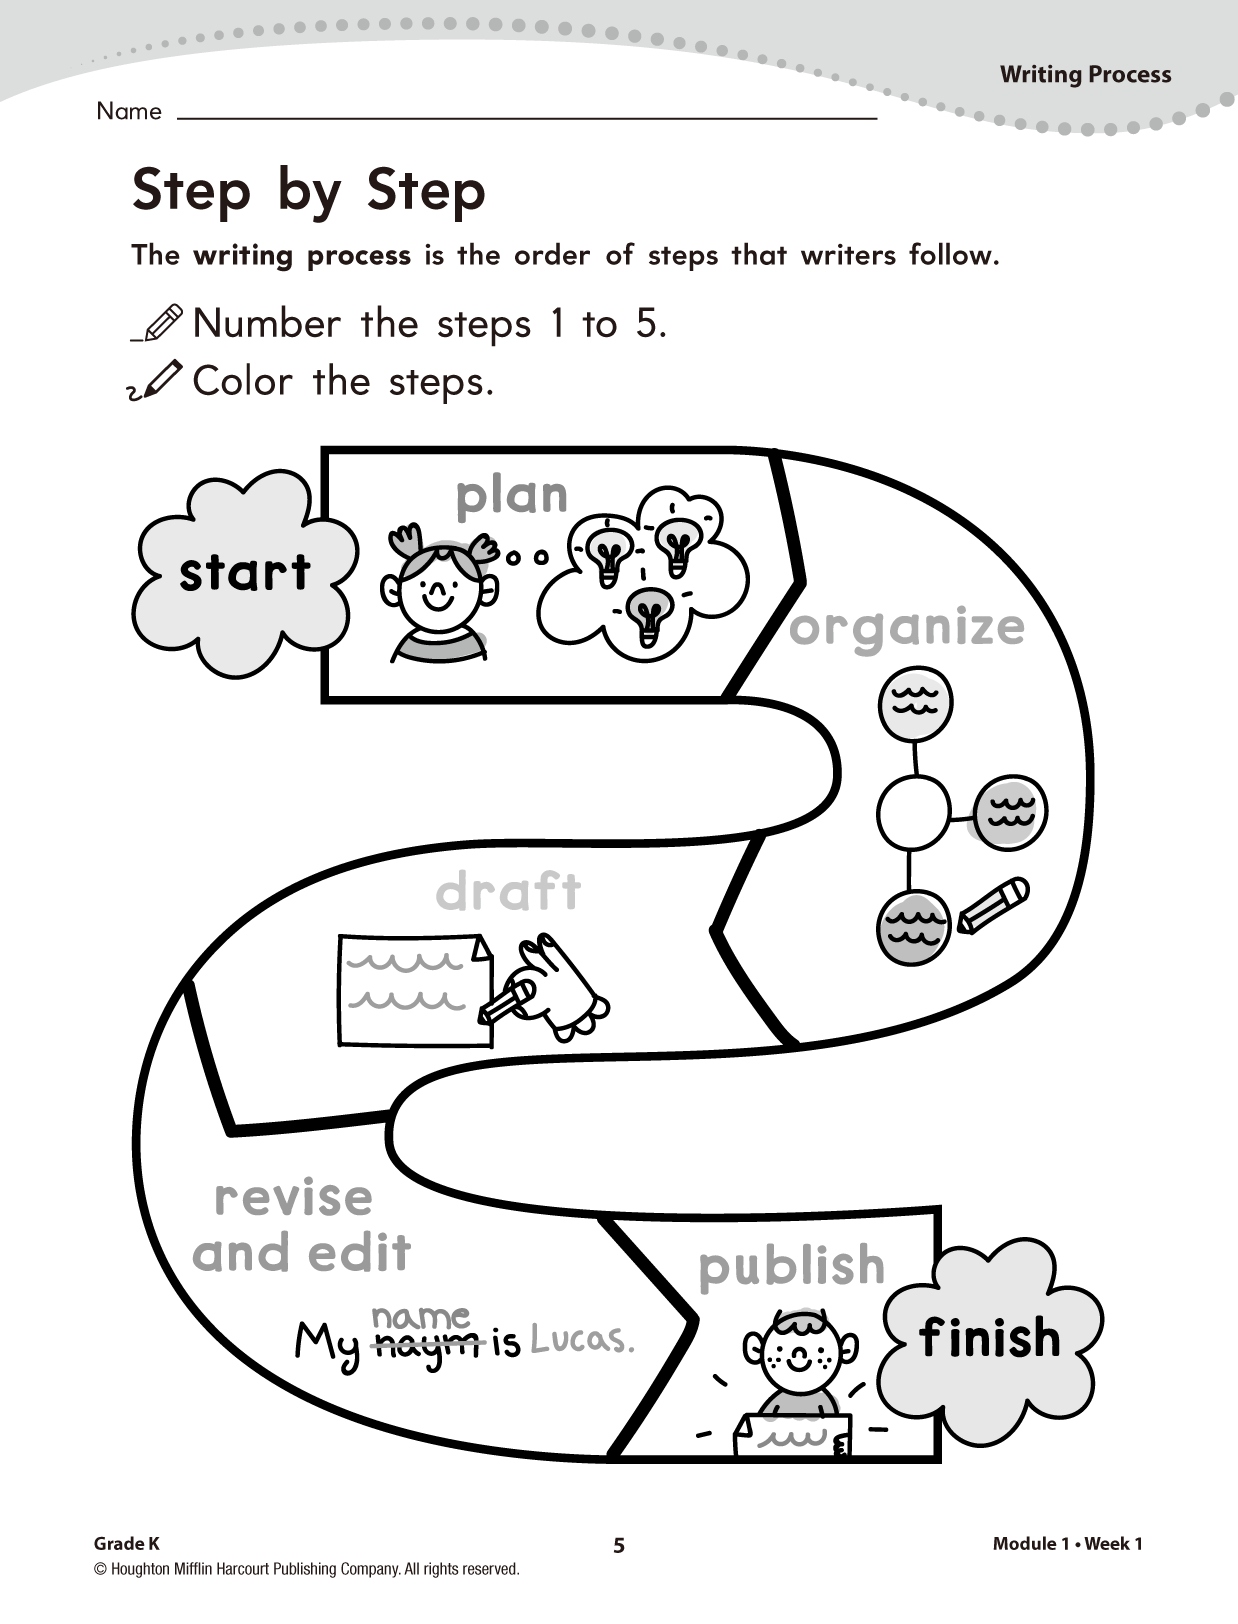 Writing Process
Name
Step by Step
The writing process is the order of steps that writers follow.
Number the steps 1 to 5.
Color the steps.
plan
start
organize
draft
revise
and edit
name
My naym is Lucas.
publish
finish
Grade K
5
Module 1 • Week 1
© Houghton Mifflin Harcourt Publishing Company. All rights reserved.